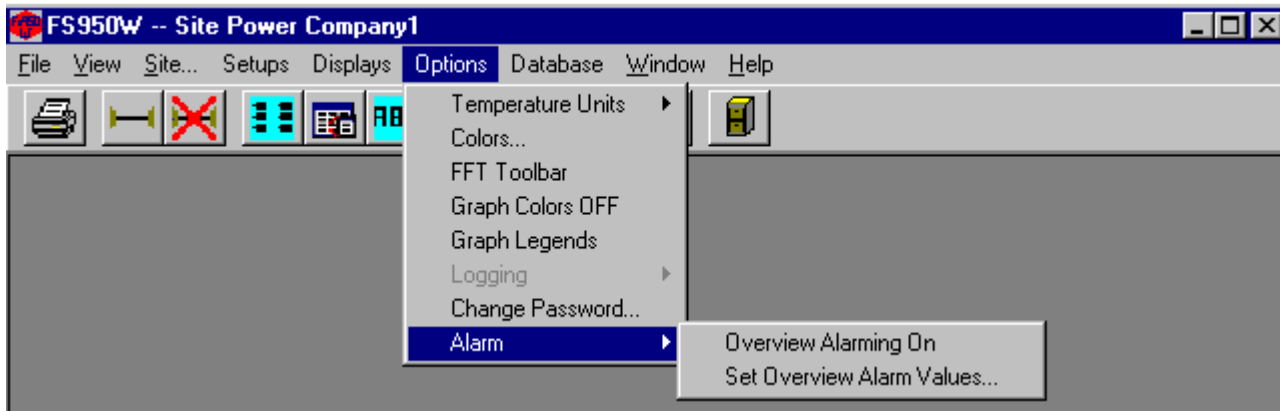 FS950W -- Site Power Company1
File View Site... Setups Displays Options Database Window Help
Temperature Units
Colors...
FFT Toolbar
Graph Colors OFF
Graph Legends
Logging
Change Password...
Alarm
Overview Alarming On
Set Overview Alarm Values...